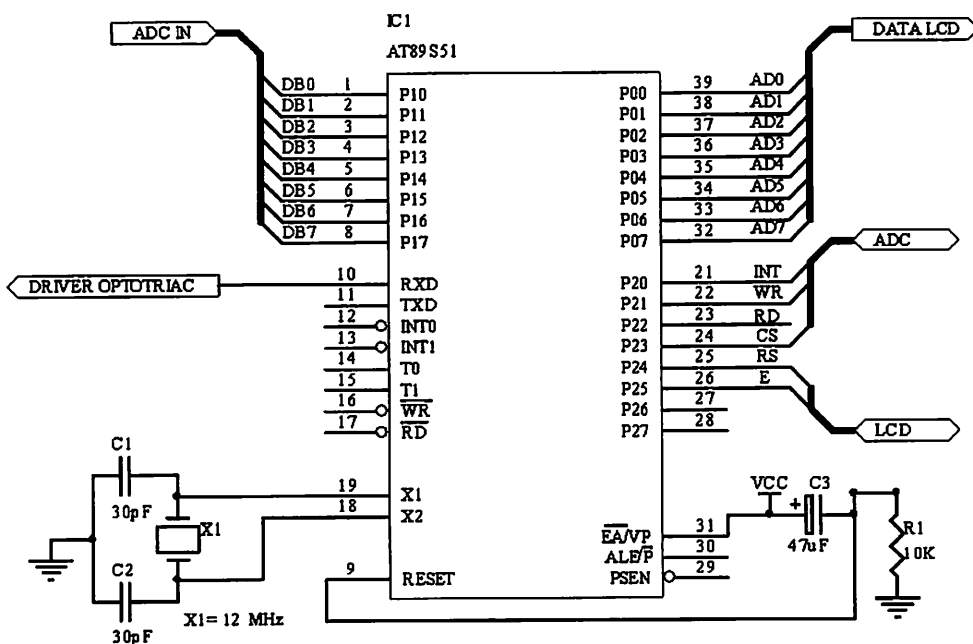 IC1
AT89S51
ADC IN
DATA LCD
DB0 1 P10 P00 39 AD0
DB1 2 P11 P01 38 AD1
DB2 3 P12 P02 37 AD2
DB3 4 P13 P03 36 AD3
DB4 5 P14 P04 35 AD4
DB5 6 P15 P05 34 AD5
DB6 7 P16 P06 33 AD6
DB7 8 P17 P07 32 AD7
ADC
DRIVER OPTOTRIAC 10 RXD P20 21 INT
11 TXD P21 22 WR
12 INT0 P22 23 RD
13 INT1 P23 24 CS
14 T0 P24 25 RS
15 T1 P25 26 E
16 WR P26 27
17 RD P27 28
LCD
C1
30pF
19 X1
18 X2
X1
C2
30pF
X1= 12 MHz
9 RESET
VCC
+ C3
47uF
R1
10K
EA/VP 31
ALE/P 30
PSEN 29